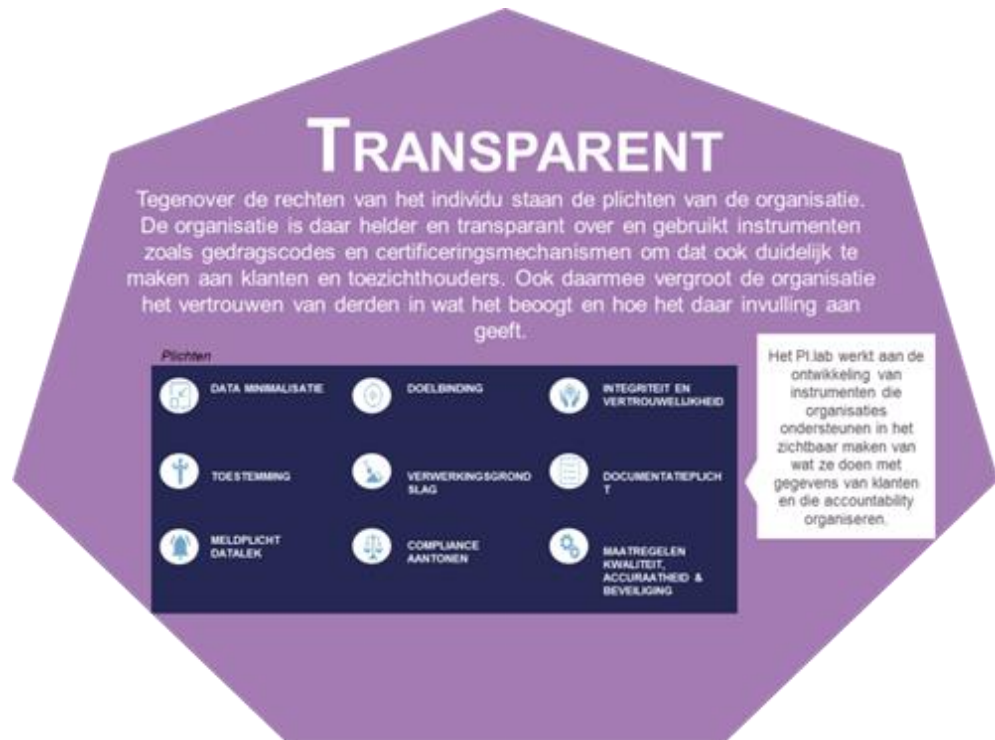 TRANSPARENT
Tegenover de rechten van het individu staan de plichten van de organisatie.
De organisatie is daar helder en transparant over en gebruikt instrumenten
zoals gedragscodes en certificeringsmechanismen om dat ook duidelijk te
maken aan klanten en toezichthouders. Ook daarmee vergroot de organisatie
het vertrouwen van derden in wat het beoogt en hoe het daar invulling aan
geeft.
Plichten
DATA MINIMALISATIE
DOELBINDING
INTEGRITEIT EN
VERTROUWELIJKHEID
TOESTEMMING
VERWERKINGSGROND
SLAG
DOCUMENTATIEPLICH
T
MELDPLICHT
DATALEK
COMPLIANCE
AANTONEN
MAATREGELEN
KWALITEIT,
ACCURAATHEID &
BEVEILIGING
Het PI.lab werkt aan de
ontwikkeling van
instrumenten die
organisaties
ondersteunen in het
zichtbaar maken van
wat ze doen met
gegevens van klanten
en die accountability
organiseren.